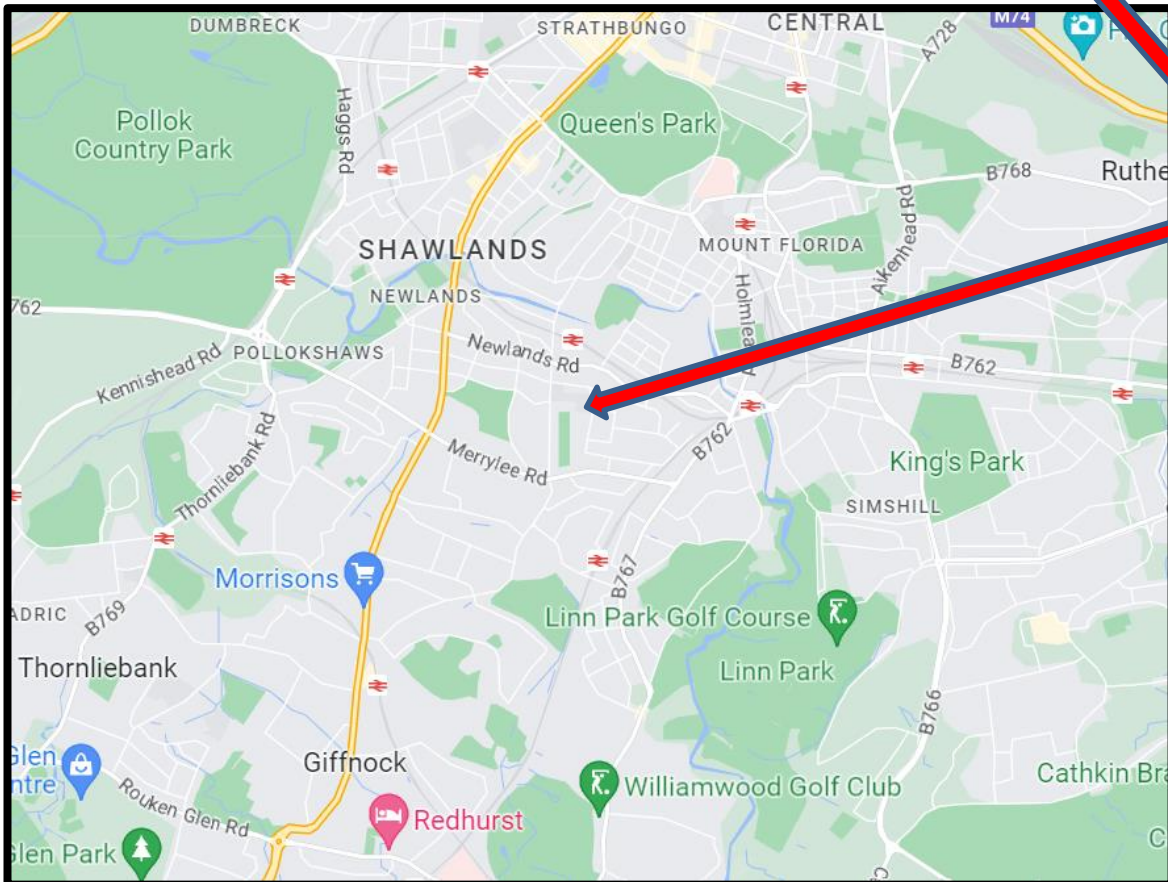 DUMBRECK
STRATHBUNGO
CENTRAL
M74
A728
Pollok
Country Park
Haggs Rd
Queen's Park
B768
Ruthe
SHAWLANDS
MOUNT FLORIDA
Aikenhead Rd
NEWLANDS
762
Holmlea Rd
Newlands Rd
POLLOKSHAWS
Kennishead Rd
B762
Thornliebank Rd
Merrylee Rd
B762
King's Park
SIMSHILL
Morrisons
B767
ADRIC
B769
Linn Park Golf Course
Linn Park
Thornliebank
B766
Giffnock
Glen
ntre
Williamwood Golf Club
Cathkin Bra
Rouken Glen Rd
Redhurst
Glen Park
C
Ca